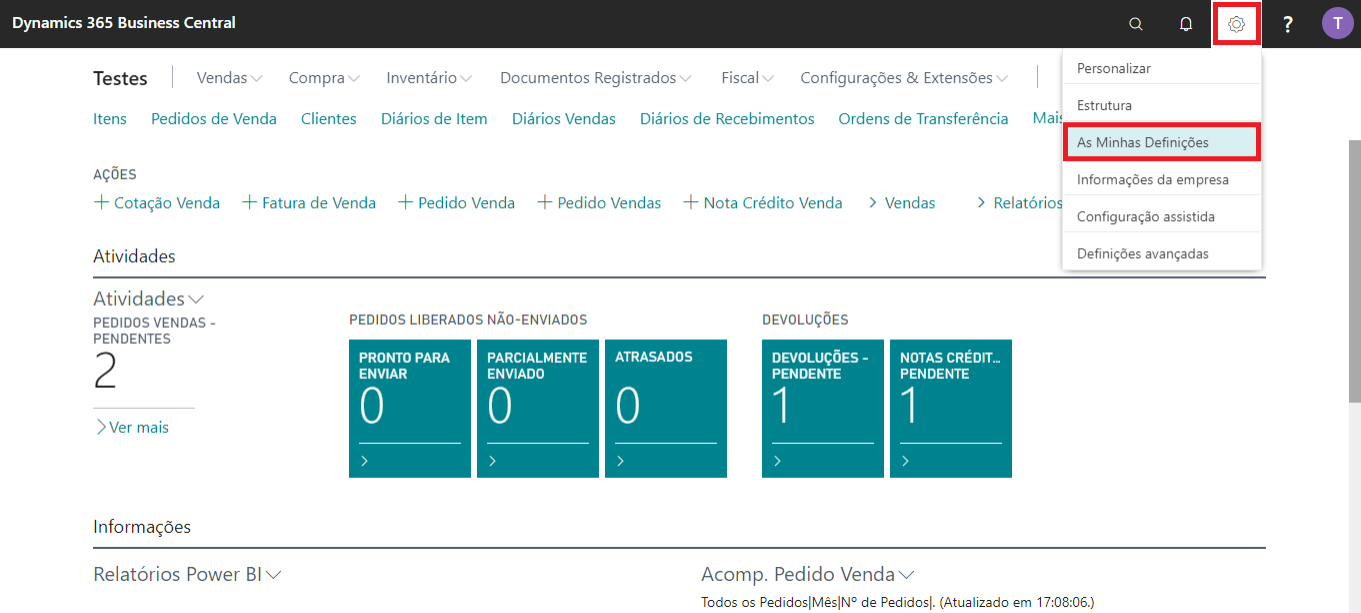 Dynamics 365 Business Central
?
T
Testes
Vendas
Compra
Inventário
Documentos Registrados
Fiscal
Configurações & Extensões
Itens
Pedidos de Venda
Clientes
Diários de Item
Diários Vendas
Diários de Recebimentos
Ordens de Transferência
Mais
Personalizar
Estrutura
As Minhas Definições
Informações da empresa
Configuração assistida
Definições avançadas
AÇÕES
+ Cotação Venda
+ Fatura de Venda
+ Pedido Venda
+ Pedido Vendas
+ Nota Crédito Venda
> Vendas
> Relatórios
Atividades
Atividades
PEDIDOS VENDAS -
PENDENTES
2
Ver mais
PEDIDOS LIBERADOS NÃO-ENVIADOS
PRONTO PARA
ENVIAR
0
PARCIALMENTE
ENVIADO
0
ATRASADOS
0
DEVOLUÇÕES
DEVOLUÇÕES -
PENDENTE
1
NOTAS CRÉDIT...
PENDENTE
1
Informações
Relatórios Power BI
Acomp. Pedido Venda
Todos os Pedidos|Mês|Nº de Pedidos|. (Atualizado em 17:08:06.)